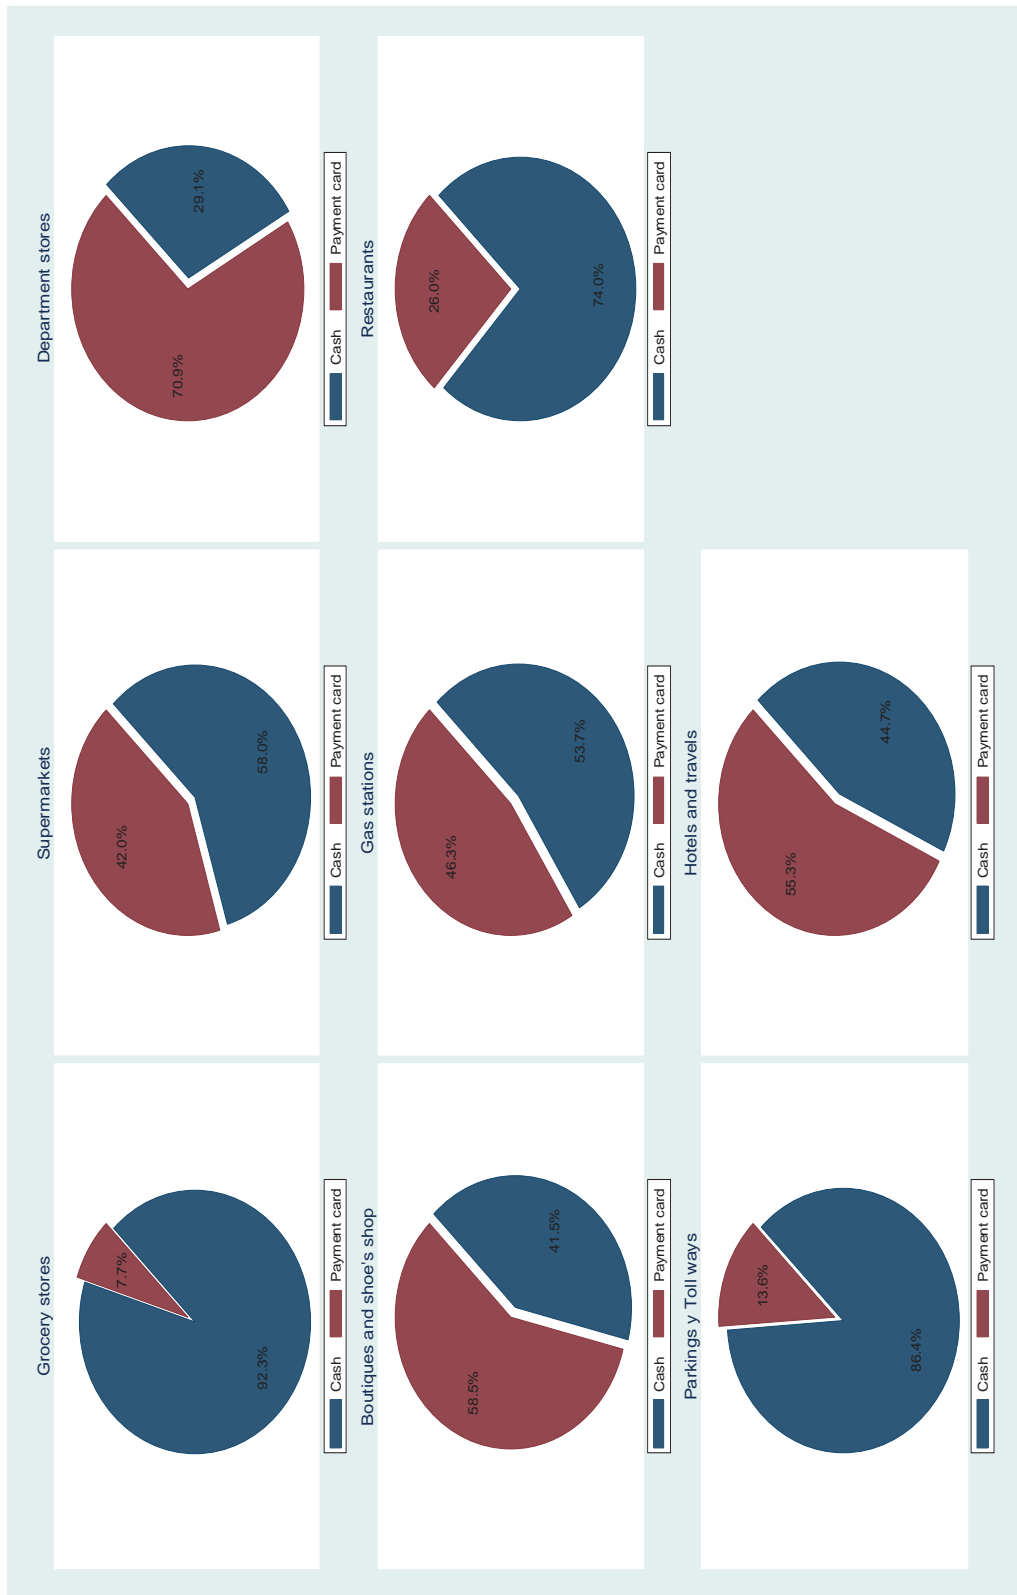 Grocery stores
7.7%
92.3%
Cash Payment card
Supermarkets
42.0%
58.0%
Cash Payment card
Department stores
29.1%
70.9%
Cash Payment card
Boutiques and shoe's shop
41.5%
58.5%
Cash Payment card
Gas stations
46.3%
53.7%
Cash Payment card
Restaurants
26.0%
74.0%
Cash Payment card
Parkings y Toll ways
13.6%
86.4%
Cash Payment card
Hotels and travels
44.7%
55.3%
Cash Payment card